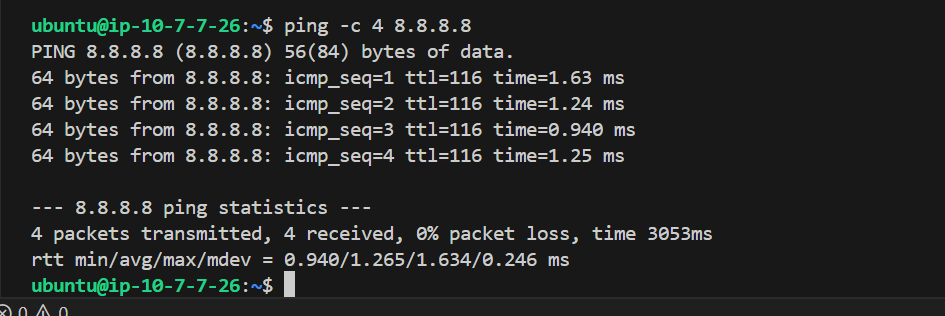 ubuntu@ip-10-7-7-26:~$ ping -c 4 8.8.8.8
PING 8.8.8.8 (8.8.8.8) 56(84) bytes of data.
64 bytes from 8.8.8.8: icmp_seq=1 ttl=116 time=1.63 ms
64 bytes from 8.8.8.8: icmp_seq=2 ttl=116 time=1.24 ms
64 bytes from 8.8.8.8: icmp_seq=3 ttl=116 time=0.940 ms
64 bytes from 8.8.8.8: icmp_seq=4 ttl=116 time=1.25 ms

--- 8.8.8.8 ping statistics ---
4 packets transmitted, 4 received, 0% packet loss, time 3053ms
rtt min/avg/max/mdev = 0.940/1.265/1.634/0.246 ms
ubuntu@ip-10-7-7-26:~$
0 0